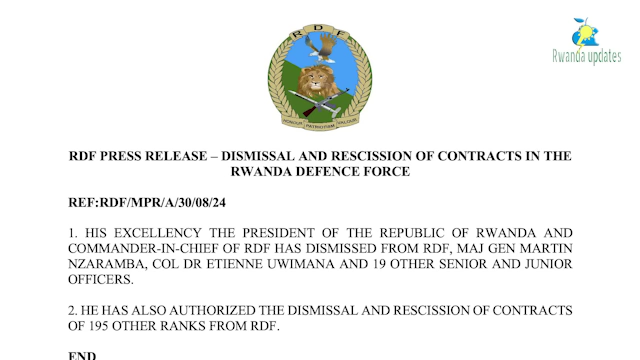 Rwanda updates
RDF
HONOUR PATRIOTISM VALOUR
RDF PRESS RELEASE – DISMISSAL AND RESCISSION OF CONTRACTS IN THE
RWANDA DEFENCE FORCE
REF:RDF/MPR/A/30/08/24
1. HIS EXCELLENCY THE PRESIDENT OF THE REPUBLIC OF RWANDA AND
COMMANDER-IN-CHIEF OF RDF HAS DISMISSED FROM RDF, MAJ GEN MARTIN
NZARAMBA, COL DR ETIENNE UWIMANA AND 19 OTHER SENIOR AND JUNIOR
OFFICERS.
2. HE HAS ALSO AUTHORIZED THE DISMISSAL AND RESCISSION OF CONTRACTS
OF 195 OTHER RANKS FROM RDF.
END